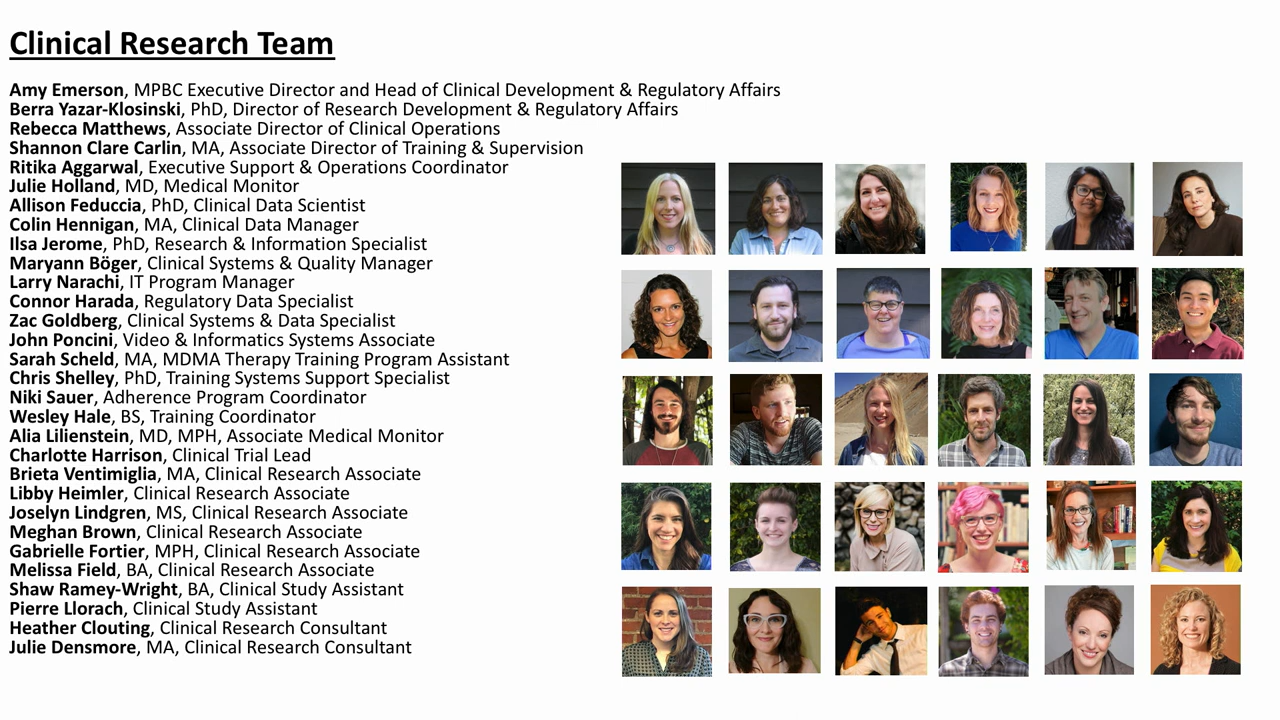 Clinical Research Team
Amy Emerson, MPBC Executive Director and Head of Clinical Development & Regulatory Affairs
Berra Yazar-Klosinski, PhD, Director of Research Development & Regulatory Affairs
Rebecca Matthews, Associate Director of Clinical Operations
Shannon Clare Carlin, MA, Associate Director of Training & Supervision
Ritika Aggarwal, Executive Support & Operations Coordinator
Julie Holland, MD, Medical Monitor
Allison Feduccia, PhD, Clinical Data Scientist
Colin Hennigan, MA, Clinical Data Manager
Ilsa Jerome, PhD, Research & Information Specialist
Maryann Böger, Clinical Systems & Quality Manager
Larry Narachi, IT Program Manager
Connor Harada, Regulatory Data Specialist
Zac Goldberg, Clinical Systems & Data Specialist
John Poncini, Video & Informatics Systems Associate
Sarah Scheld, MA, MDMA Therapy Training Program Assistant
Chris Shelley, PhD, Training Systems Support Specialist
Niki Sauer, Adherence Program Coordinator
Wesley Hale, BS, Training Coordinator
Alia Lilienstein, MD, MPH, Associate Medical Monitor
Charlotte Harrison, Clinical Trial Lead
Brieta Ventimiglia, MA, Clinical Research Associate
Libby Heimler, Clinical Research Associate
Joselyn Lindgren, MS, Clinical Research Associate
Meghan Brown, Clinical Research Associate
Gabrielle Fortier, MPH, Clinical Research Associate
Melissa Field, BA, Clinical Research Associate
Shaw Ramey-Wright, BA, Clinical Study Assistant
Pierre Llorach, Clinical Study Assistant
Heather Clouting, Clinical Research Consultant
Julie Densmore, MA, Clinical Research Consultant